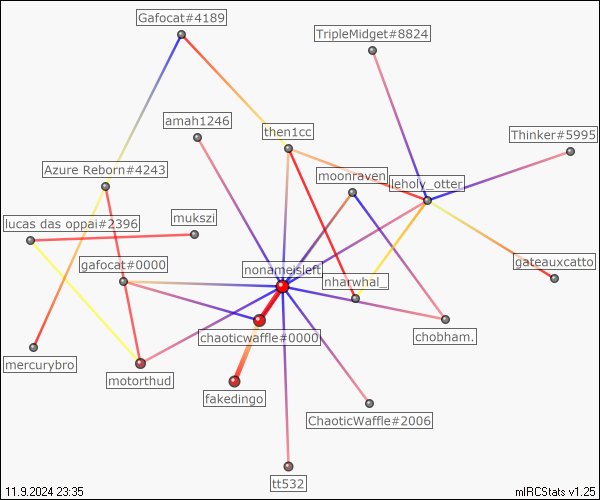 Gafocat#4189
TripleMidget#8824
amah1246
then1cc
Thinker#5995
Azure Reborn#4243
moonraven
leholy_otter
lucas das oppai#2396
mukszi
gafocat#0000
nonameisleft
nharwhal_
gateauxcatto
chaoticwaffle#0000
chobham.
mercurybro
motorthud
fakedingo
ChaoticWaffle#2006
tt532
11.9.2024 23:35
mIRCStats v1.25